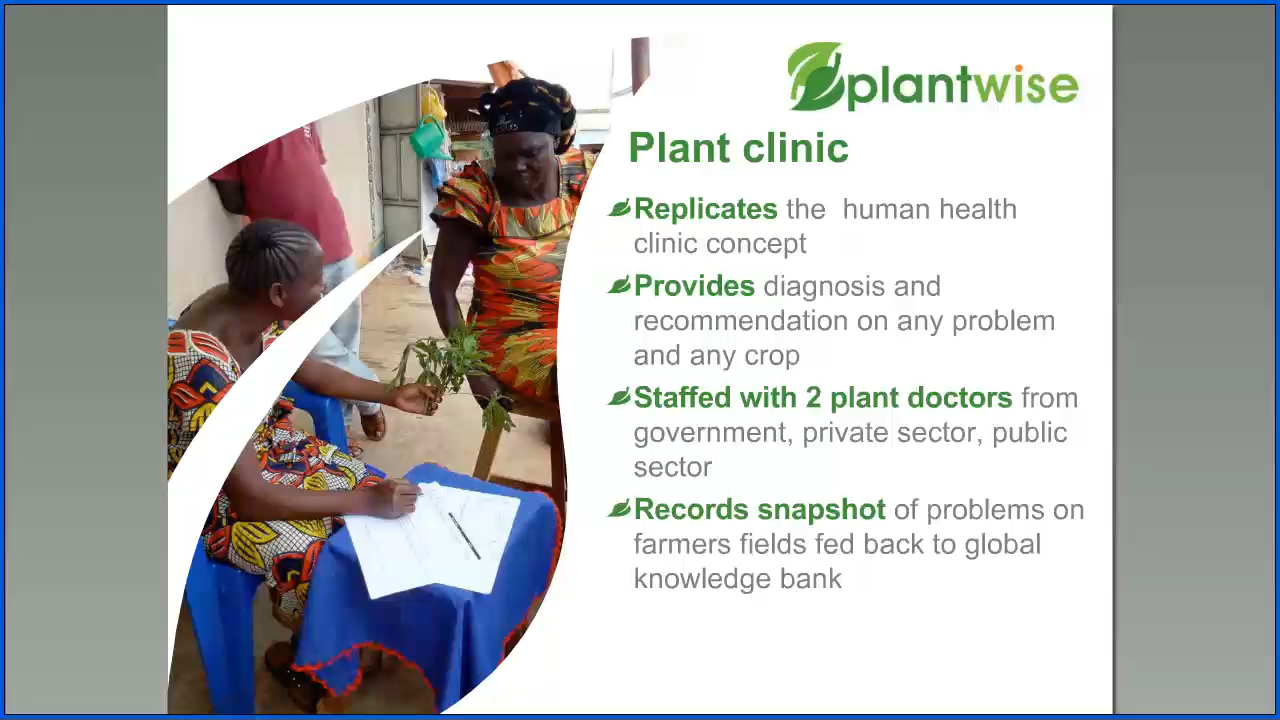 plantwise
Plant clinic
Replicates the human health
clinic concept
Provides diagnosis and
recommendation on any problem
and any crop
Staffed with 2 plant doctors from
government, private sector, public
sector
Records snapshot of problems on
farmers fields fed back to global
knowledge bank